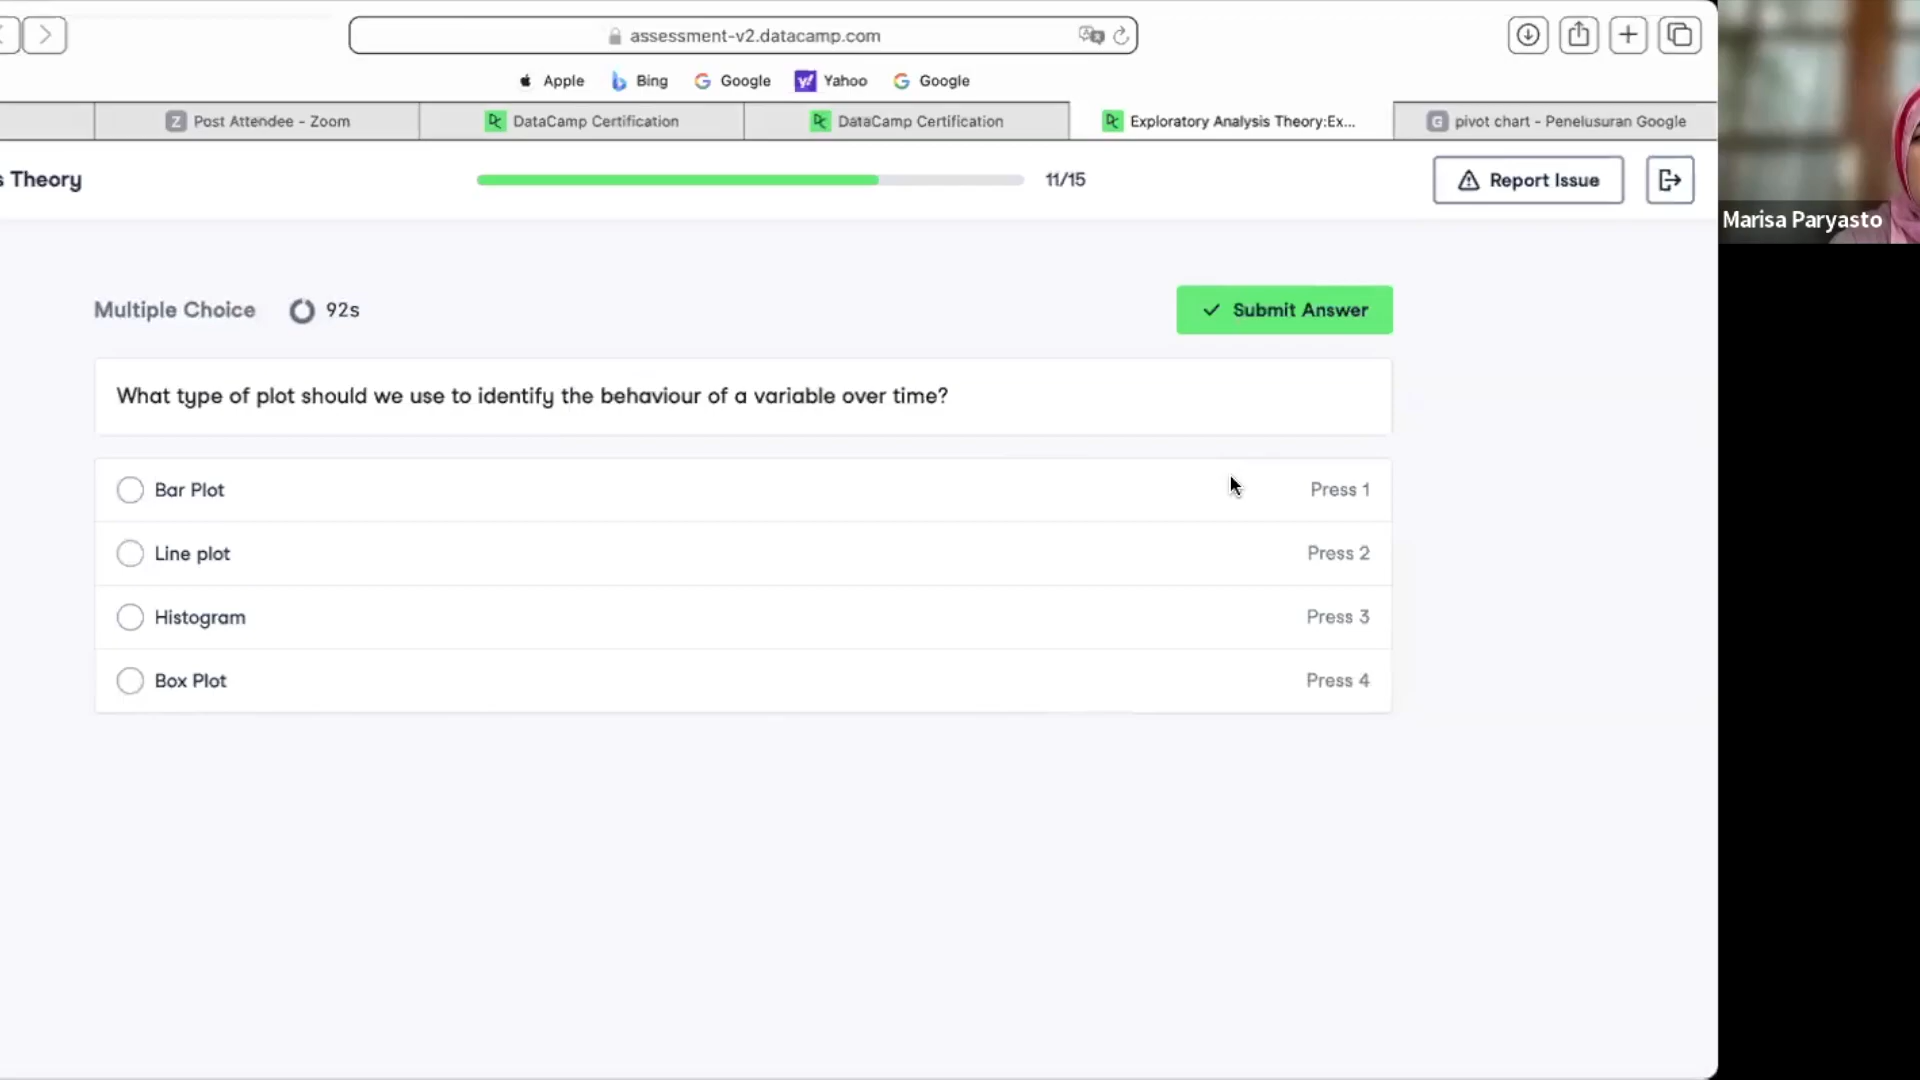 assessment-v2.datacamp.com
Apple Bing Google Yahoo Google
Post Attendee - Zoom DataCamp Certification DataCamp Certification Exploratory Analysis Theory:Ex... pivot chart - Penelusuran Google
s Theory 11/15 Report Issue
Marisa Paryasto
Multiple Choice 92s Submit Answer
What type of plot should we use to identify the behaviour of a variable over time?
Bar Plot Press 1
Line plot Press 2
Histogram Press 3
Box Plot Press 4